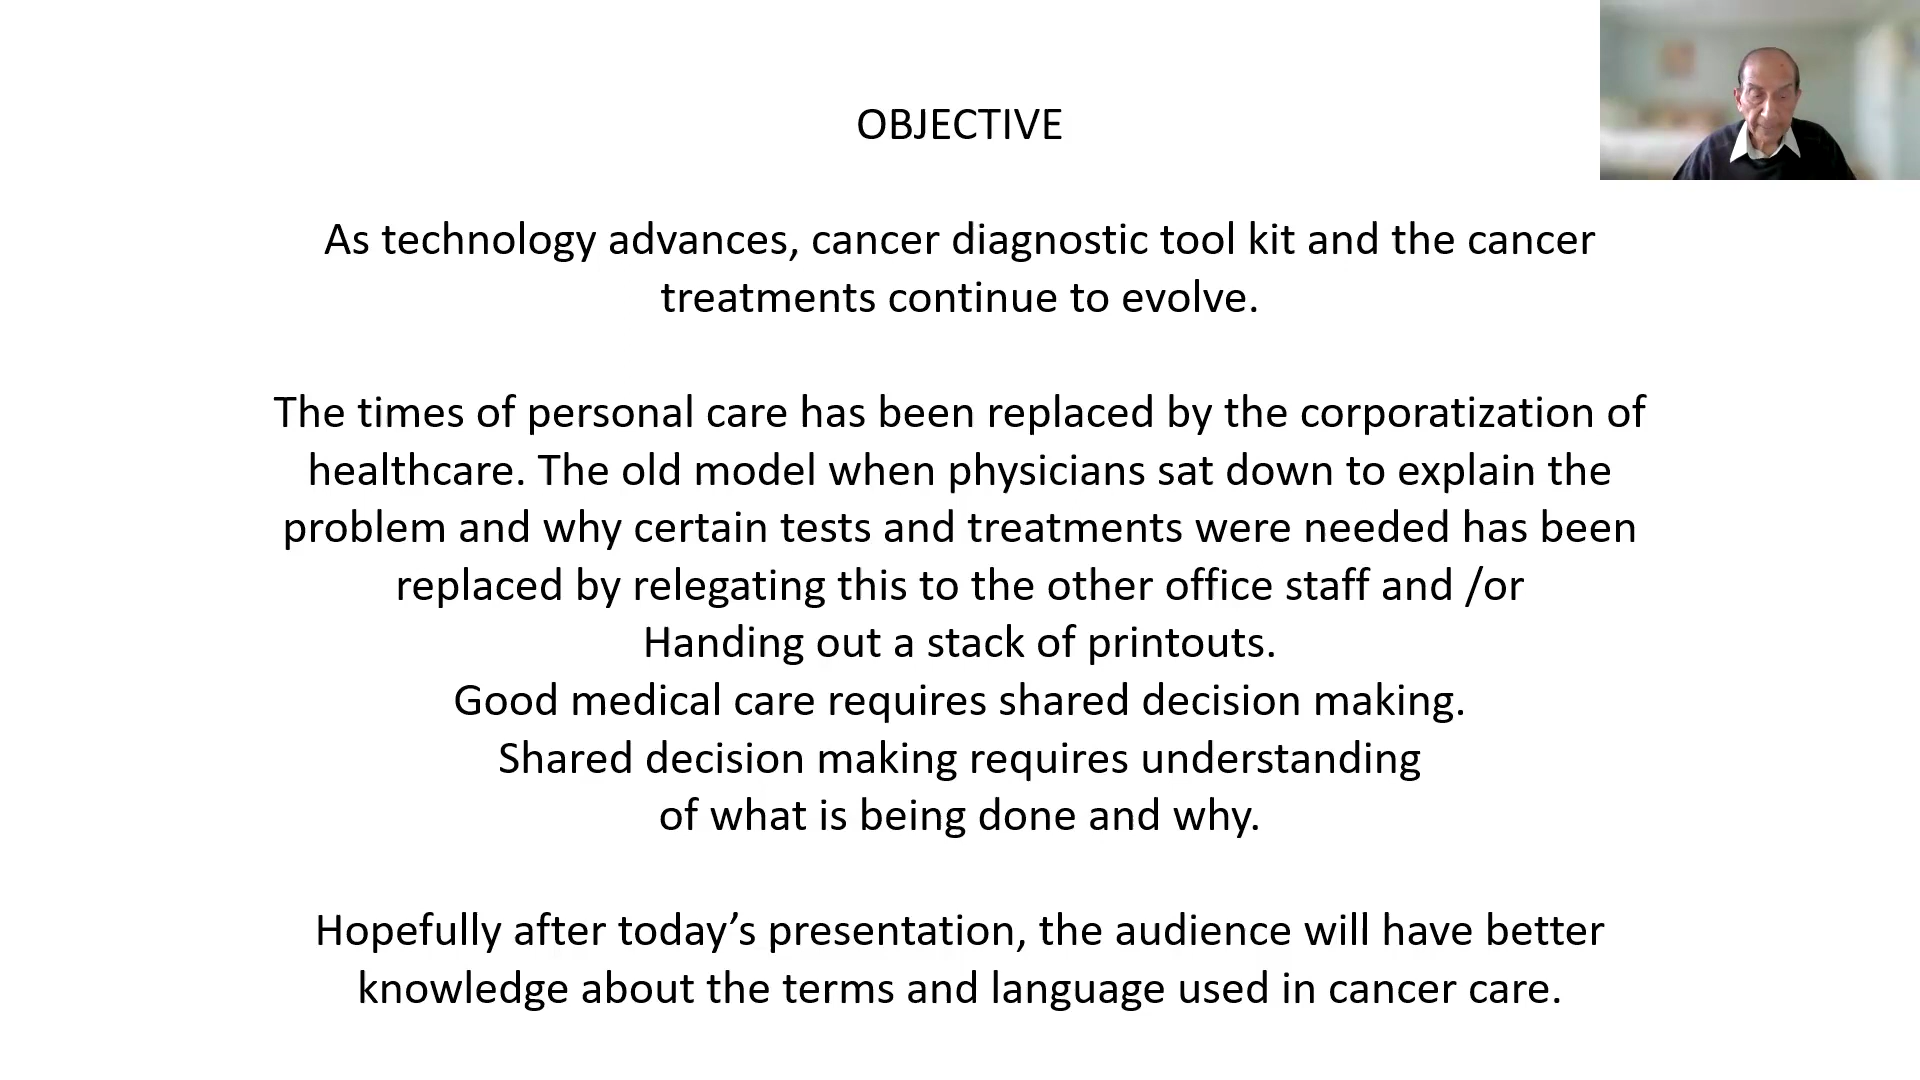 OBJECTIVE
As technology advances, cancer diagnostic tool kit and the cancer
treatments continue to evolve.
The times of personal care has been replaced by the corporatization of
healthcare. The old model when physicians sat down to explain the
problem and why certain tests and treatments were needed has been
replaced by relegating this to the other office staff and /or
Handing out a stack of printouts.
Good medical care requires shared decision making.
Shared decision making requires understanding
of what is being done and why.
Hopefully after today’s presentation, the audience will have better
knowledge about the terms and language used in cancer care.